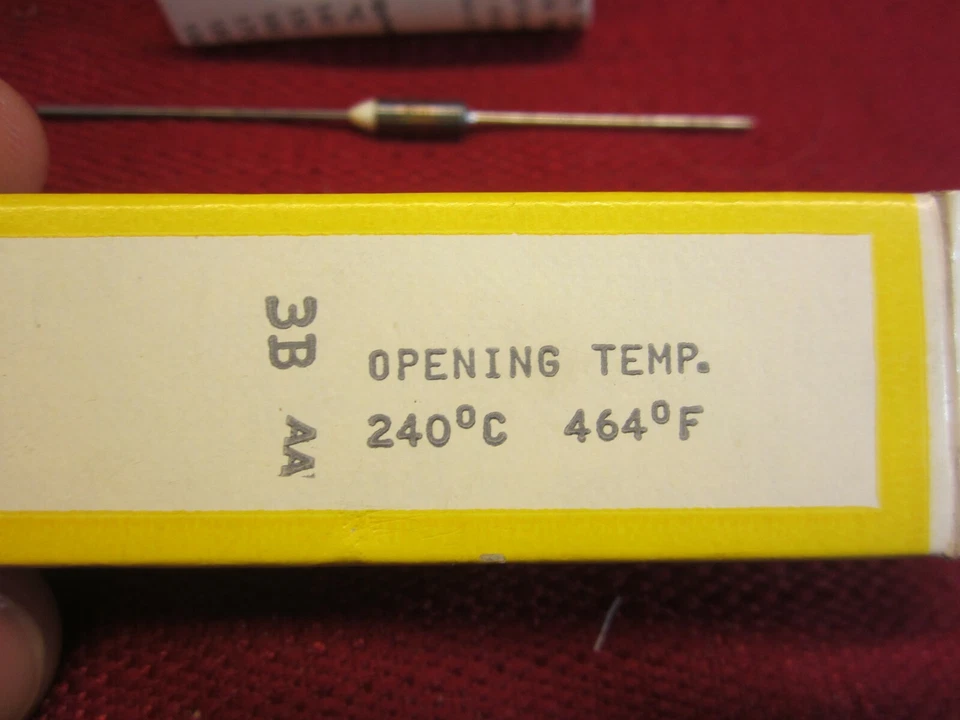 3B AA
OPENING TEMP.
240°C 464°F